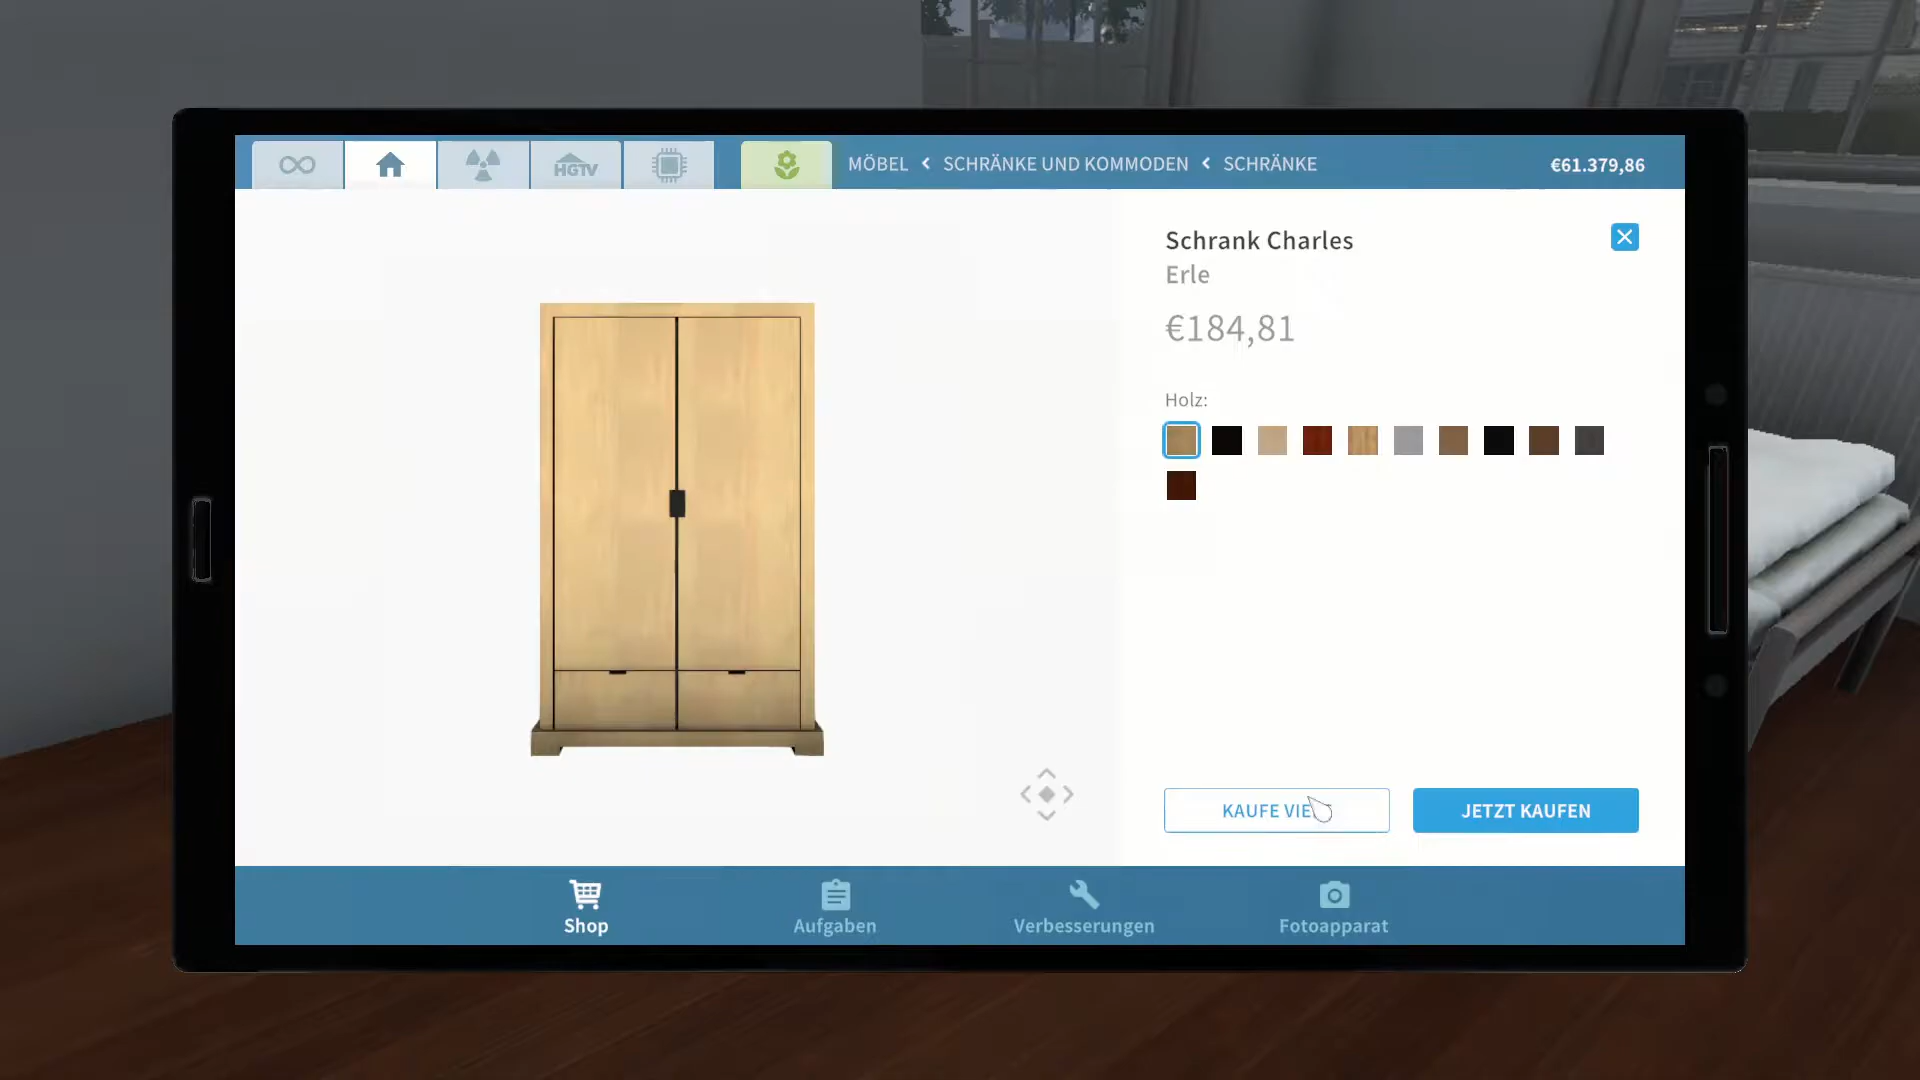 HGTV
MÖBEL < SCHRÄNKE UND KOMMODEN < SCHRÄNKE
€61.379,86
Schrank Charles
Erle
€184,81
Holz:
KAUFE VIE
JETZT KAUFEN
Shop
Aufgaben
Verbesserungen
Fotoapparat